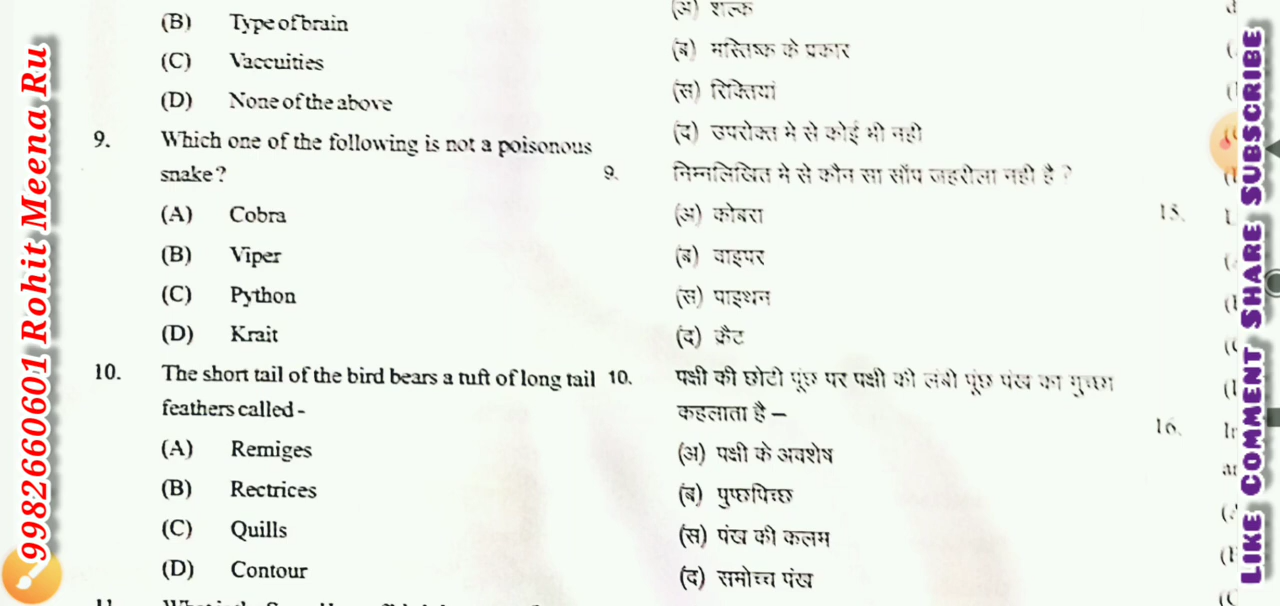 (B) Type of brain
(C) Vaccuities
(D) None of the above
9. Which one of the following is not a poisonous
snake?
(A) Cobra
(B) Viper
(C) Python
(D) Krait
10. The short tail of the bird bears a tuft of long tail
feathers called -
(A) Remiges
(B) Rectrices
(C) Quills
(D) Contour
(अ) शल्क
(ब) मस्तिष्क के प्रकार
(स) रिक्तियां
(द) उपरोक्त मे से कोई भी नही
9. निम्नलिखित मे से कौन सा साँप जहरीला नही है ?
(अ) कोबरा
(ब) वाइपर
(स) पाइथन
(द) क्रैट
10. पक्षी की छोटी पूंछ पर पक्षी की लंबी पूंछ पंख का गुच्छा
कहलाता है –
(अ) पक्षी के अवशेष
(ब) पुष्छपिच्छ
(स) पंख की कलम
(द) समोच्च पंख
15.
16.
9982660601 Rohit Meena Ru
LIKE COMMENT SHARE SUBSCRIBE